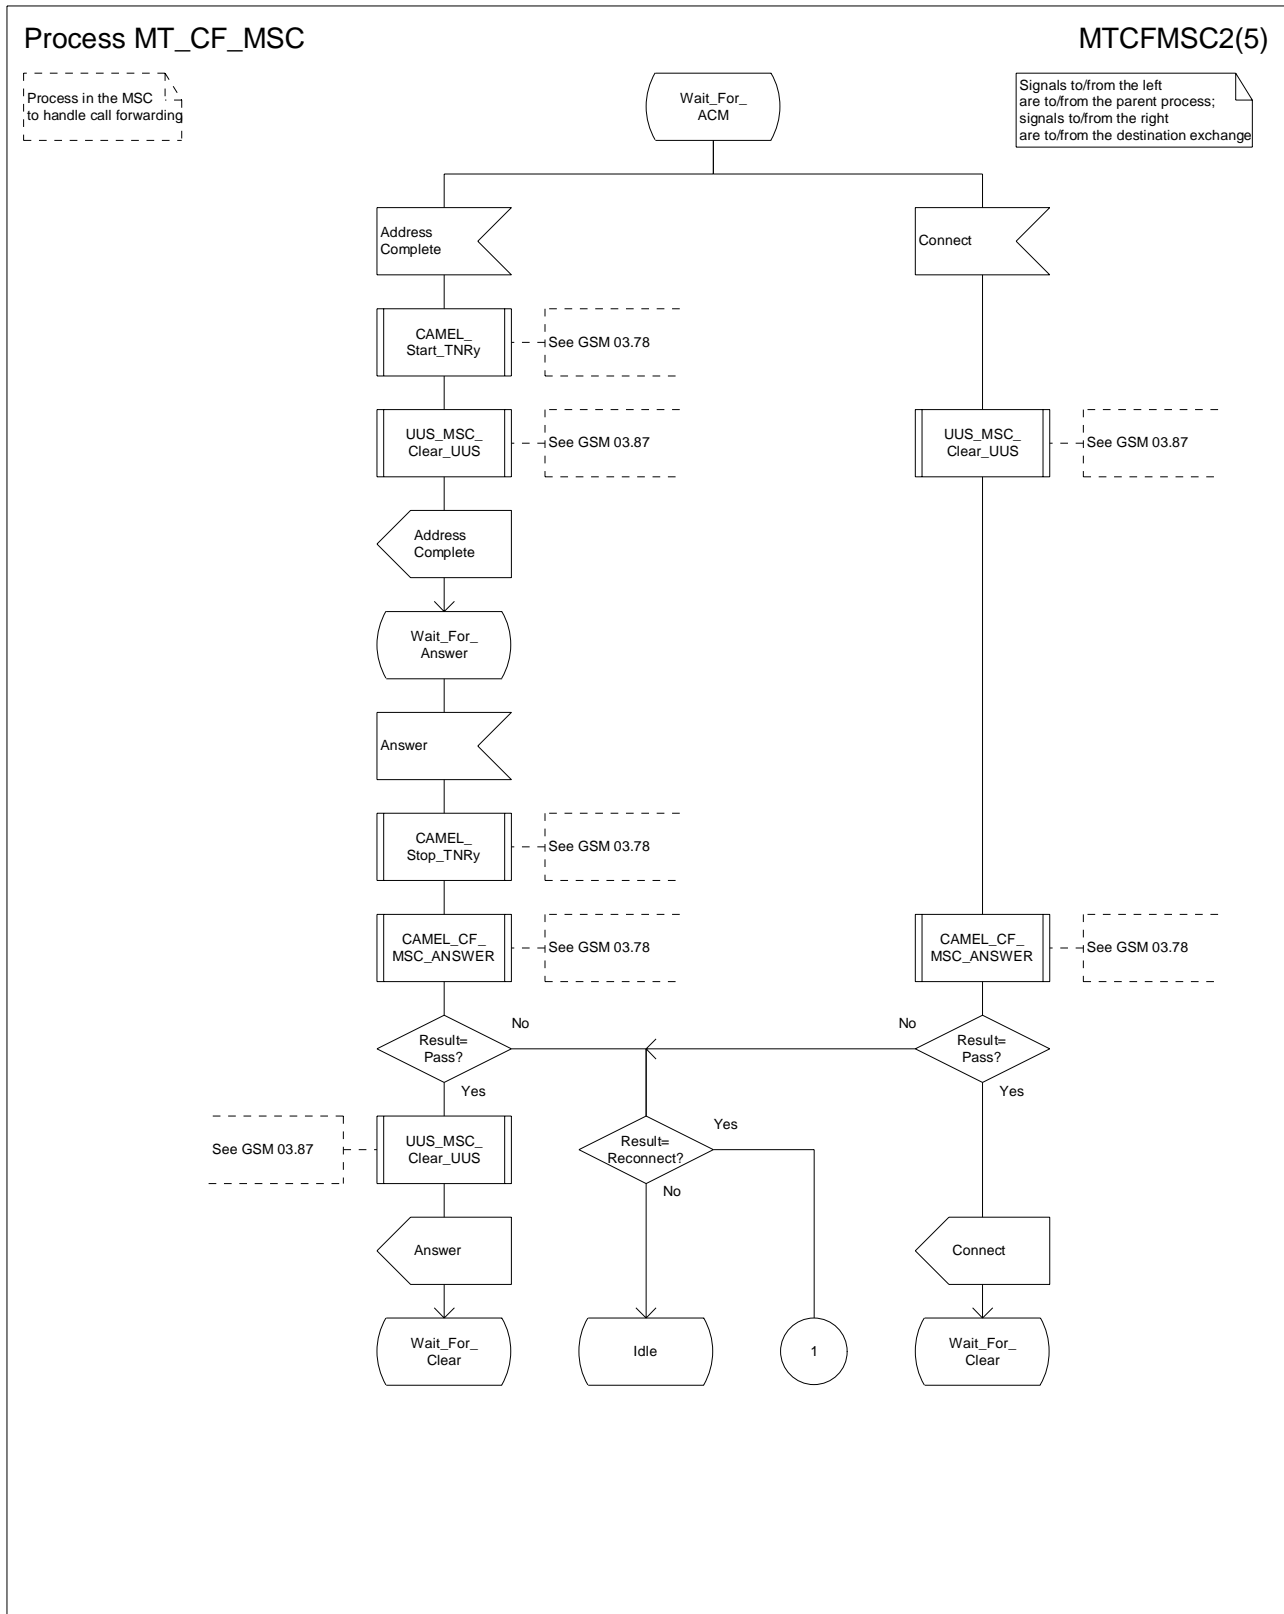 Process MT_CF_MSC
MTCFMSC2(5)
Process in the MSC
to handle call forwarding
Signals to/from the left
are to/from the parent process;
signals to/from the right
are to/from the destination exchange
Wait_For_
ACM
Address
Complete
Connect
CAMEL_
Start_TNRy
See GSM 03.78
UUS_MSC_
Clear_UUS
See GSM 03.87
UUS_MSC_
Clear_UUS
See GSM 03.87
Address
Complete
Wait_For_
Answer
Answer
CAMEL_
Stop_TNRy
See GSM 03.78
CAMEL_CF_
MSC_ANSWER
See GSM 03.78
CAMEL_CF_
MSC_ANSWER
See GSM 03.78
Result=
Pass?
No
Yes
No
Result=
Pass?
Yes
See GSM 03.87
UUS_MSC_
Clear_UUS
Result=
Reconnect?
Yes
No
Answer
Connect
Wait_For_
Clear
Idle
1
Wait_For_
Clear